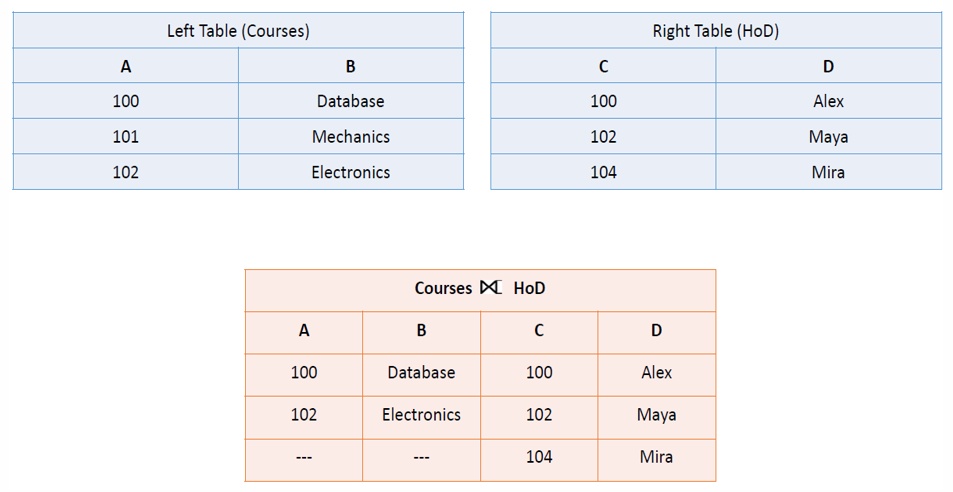 Left Table (Courses)
A B
100 Database
101 Mechanics
102 Electronics
Right Table (HoD)
C D
100 Alex
102 Maya
104 Mira
Courses ⟖ HoD
A B C D
100 Database 100 Alex
102 Electronics 102 Maya
--- --- 104 Mira